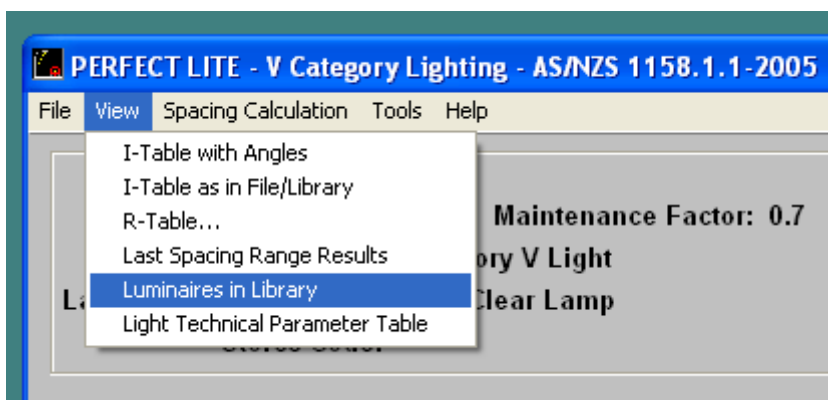 PERFECT LITE - V Category Lighting - AS/NZS 1158.1.1-2005
File View Spacing Calculation Tools Help
I-Table with Angles
I-Table as in File/Library
R-Table...
Maintenance Factor: 0.7
Last Spacing Range Results
ory V Light
Luminaires in Library
Clear Lamp
Light Technical Parameter Table